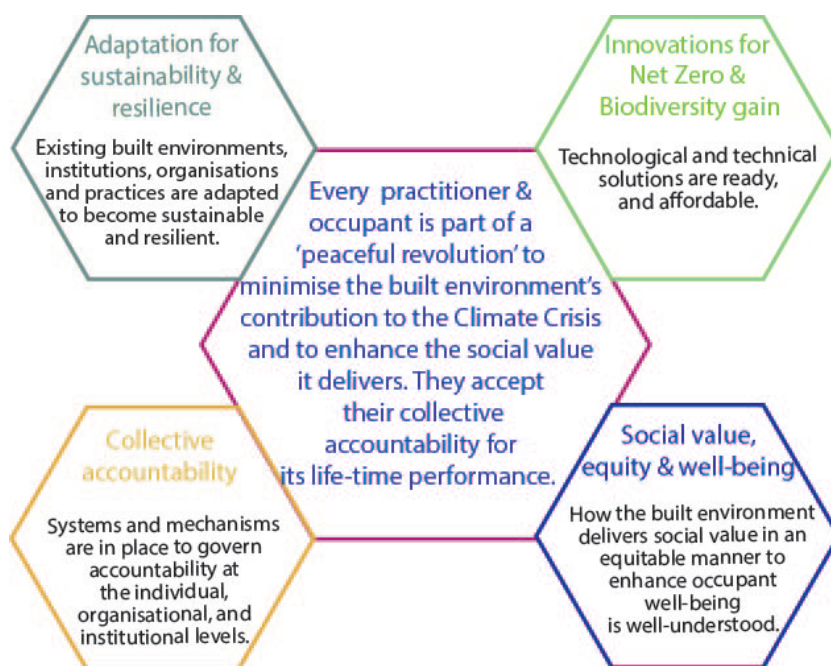 Adaptation for
sustainability &
resilience
Existing built environments,
institutions, organisations
and practices are adapted
to become sustainable
and resilient.
Innovations for
Net Zero &
Biodiversity gain
Technological and technical
solutions are ready,
and affordable.
Every practitioner &
occupant is part of a
‘peaceful revolution’ to
minimise the built environment’s
contribution to the Climate Crisis
and to enhance the social value
it delivers. They accept
their collective
accountability for
its life-time performance.
Collective
accountability
Systems and mechanisms
are in place to govern
accountability at
the individual,
organisational, and
institutional levels.
Social value,
equity & well-being
How the built environment
delivers social value in an
equitable manner to
enhance occupant
well-being
is well-understood.